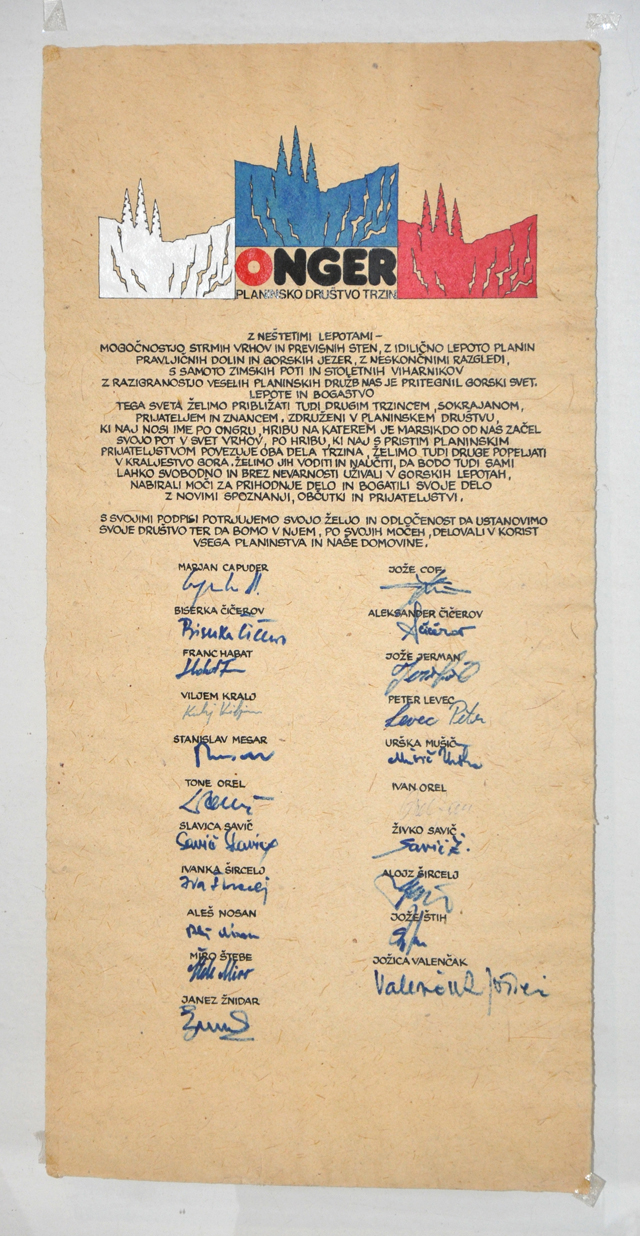 ONGER
PLANINSKO DRUŠTVO TRZIN
Z NEŠTETIMI LEPOTAMI –
MOGOČNOSTJO STRMIH VRHOV IN PREVISNIH STEN, Z IDILIČNO LEPOTO PLANIN
PRAVLJIČNIH DOLIN IN GORSKIH JEZER, Z NESKONČNIMI RAZGLEDI,
S SAMOTO ZIMSKIH POTI IN STOLETNIH VIHARNIKOV
Z RAZIGRANOSTJO VESELIH PLANINSKIH DRUŽB NAS JE PRITEGNIL GORSKI SVET.
LEPOTE IN BOGASTVO
TEGA SVETA ŽELIMO PRIBLIŽATI TUDI DRUGIM TRZINCEM, SOKRAJANOM,
PRIJATELJEM IN ZNANCEM, ZDRUŽENI V PLANINSKEM DRUŠTVU,
KI NAJ NOSI IME PO ONGRU, HRIBU NA KATEREM JE MARSIKDO OD NAS ZAČEL
SVOJO POT V SVET VRHOV, PO HRIBU, KI NAJ S PRISTIM PLANINSKIM
PRIJATELJSTVOM POVEZUJE OBA DELA TRZINA, ŽELIMO TUDI DRUGE POPELJATI
V KRALJESTVO GORA, ŽELIMO JIH VODITI IN NAUČITI, DA BODO TUDI SAMI
LAHKO SVOBODNO IN BREZ NEVARNOSTI UŽIVALI V GORSKIH LEPOTAH,
NABIRALI MOČI ZA PRIHODNJE DELO IN BOGATILI SVOJE DELO
Z NOVIMI SPOZNANJI, OBČUTKI IN PRIJATELJSTVI.
S SVOJIMI PODPISI POTRJUJEMO SVOJO ŽELJO IN ODLOČENOST DA USTANOVIMO
SVOJE DRUŠTVO TER DA BOMO V NJEM, PO SVOJIH MOČEH, DELOVALI V KORIST
VSEGA PLANINSTVA IN NAŠE DOMOVINE.
MARJAN CAPUDER JOŽE COF
BISERKA ČIČEROV ALEKSANDER ČIČEROV
Biserka Čičerov Čičerov
FRANC HABAT JOŽE JERMAN
VILJEM KRALJ PETER LEVEC
Kralj Viljem Levec Peter
STANISLAV MESAR URŠKA MUŠIČ
Mušič Urška
TONE OREL IVAN OREL
SLAVICA SAVIČ ŽIVKO SAVIČ
Savič Slavica Savič Ž.
IVANKA ŠIRCELJ ALOJZ ŠIRCELJ
Iva Šircelj
ALEŠ NOSAN JOŽE ŠTIH
MIRO ŠTEBE JOŽICA VALENČAK
Štebe Miro Valenčak Jožica
JANEZ ŽNIDAR